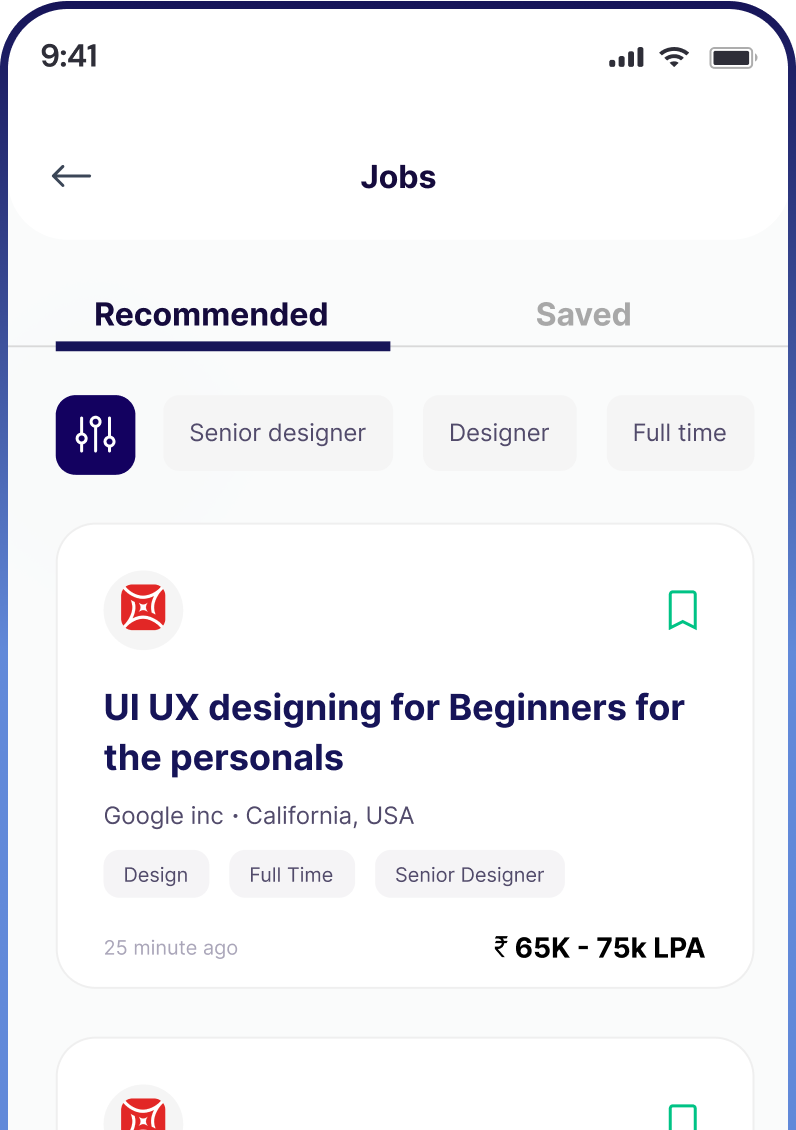 9:41
Jobs
Recommended Saved
Senior designer Designer Full time
UI UX designing for Beginners for
the personals
Google inc • California, USA
Design Full Time Senior Designer
25 minute ago ₹ 65K - 75k LPA